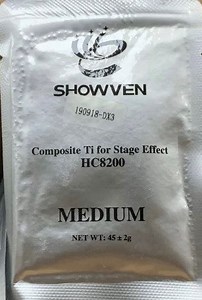 SHOWVEN
190918-DX3
Composite Ti for Stage Effect
HC8200
MEDIUM
NET WT: 45 ± 2g